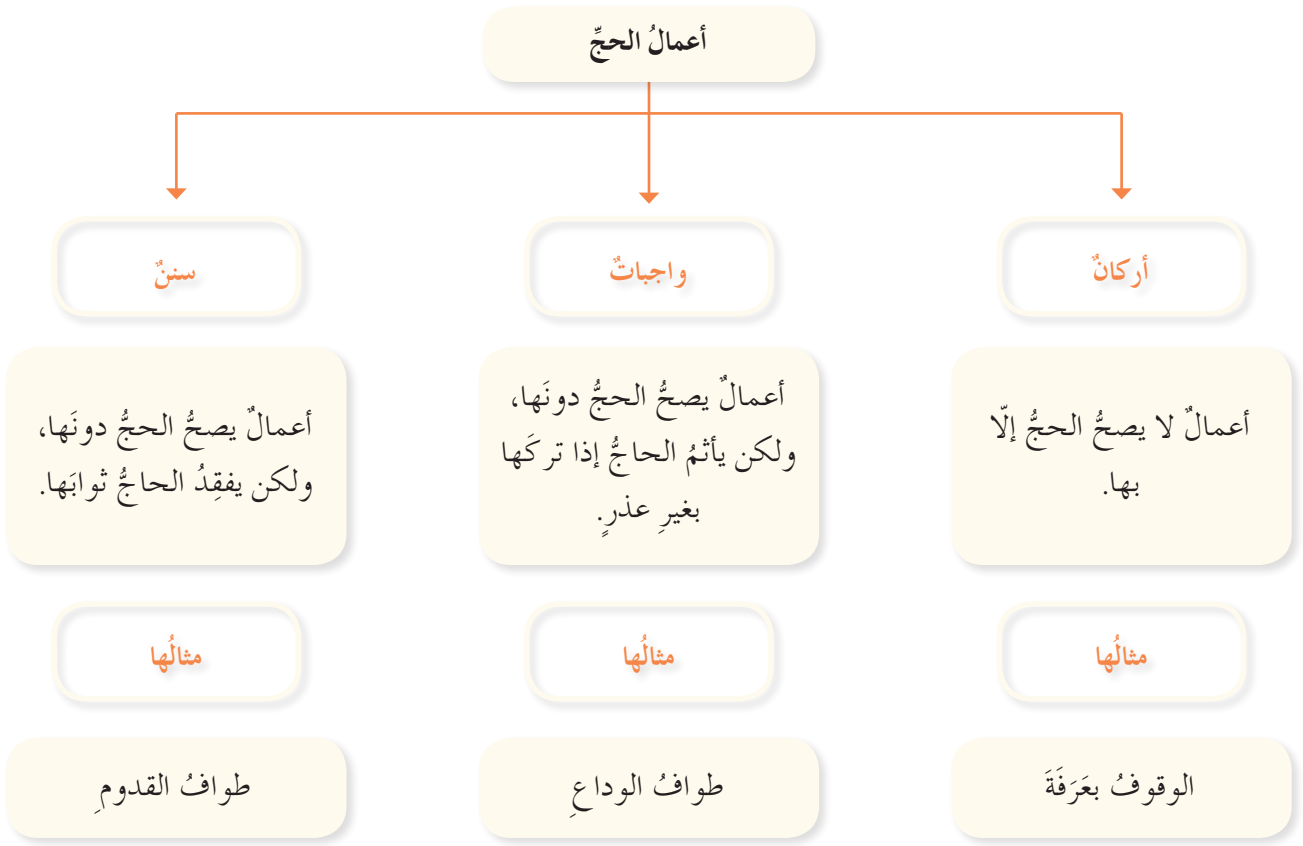 أعمالُ الحجِّ
أركانٌ
واجباتٌ
سننٌ
أعمالٌ لا يصحُّ الحجُّ إلّا
بها.
أعمالٌ يصحُّ الحجُّ دونَها،
ولكن يأثمُ الحاجُّ إذا تركَها
بغيرِ عذرٍ.
أعمالٌ يصحُّ الحجُّ دونَها،
ولكن يفقِدُ الحاجُّ ثوابَها.
مثالُها
مثالُها
مثالُها
الوقوفُ بعَرَفَةَ
طوافُ الوداعِ
طوافُ القدومِ